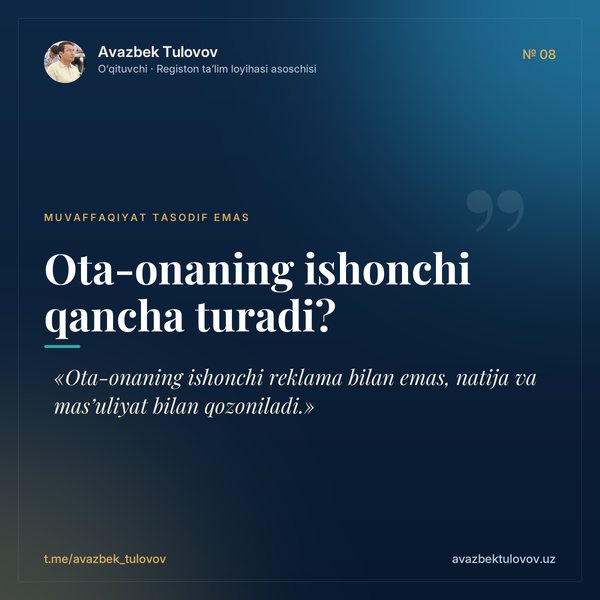 Avazbek Tulovov
O‘qituvchi · Registon ta’lim loyihasi asoschisi
№ 08
MUVAFFAQIYAT TASODIF EMAS
”
Ota-onaning ishonchi
qancha turadi?
«Ota-onaning ishonchi reklama bilan emas, natija va
mas’uliyat bilan qozoniladi.»
t.me/avazbek_tulovov
avazbektulovov.uz